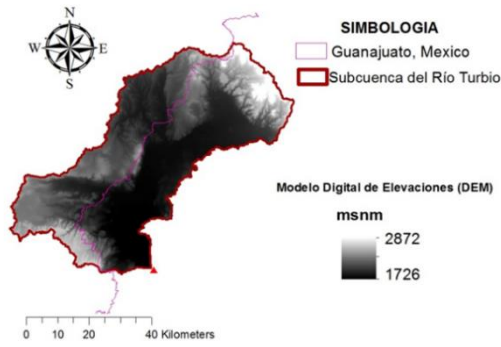 N
W E
S
SIMBOLOGIA
Guanajuato, Mexico
Subcuenca del Río Turbio
Modelo Digital de Elevaciones (DEM)
msnm
2872
1726
0 10 20 40 Kilometers